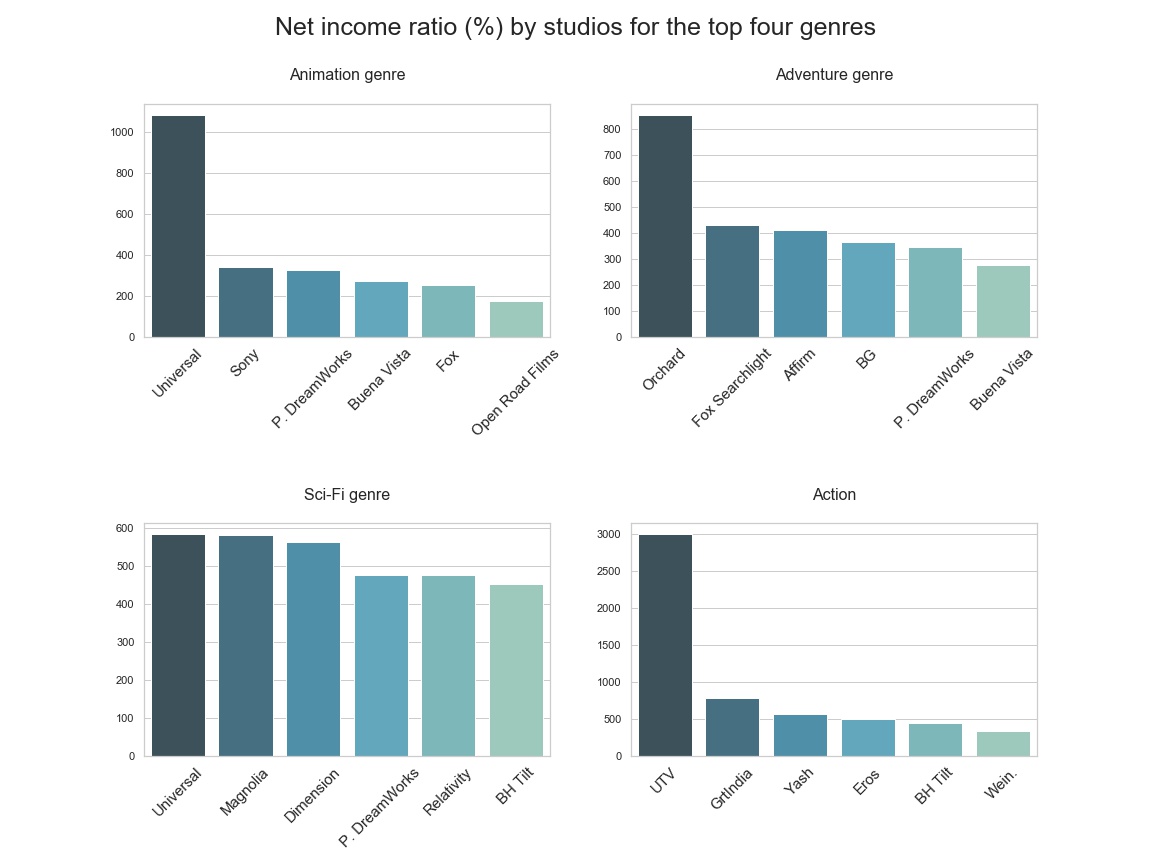 Net income ratio (%) by studios for the top four genres
Animation genre
1000
800
600
400
200
0
Universal
Sony
P. DreamWorks
Buena Vista
Fox
Open Road Films
Adventure genre
800
700
600
500
400
300
200
100
0
Orchard
Fox Searchlight
Affirm
BG
P. DreamWorks
Buena Vista
Sci-Fi genre
600
500
400
300
200
100
0
Universal
Magnolia
Dimension
P. DreamWorks
Relativity
BH Tilt
Action
3000
2500
2000
1500
1000
500
0
UTV
GrtIndia
Yash
Eros
BH Tilt
Wein.